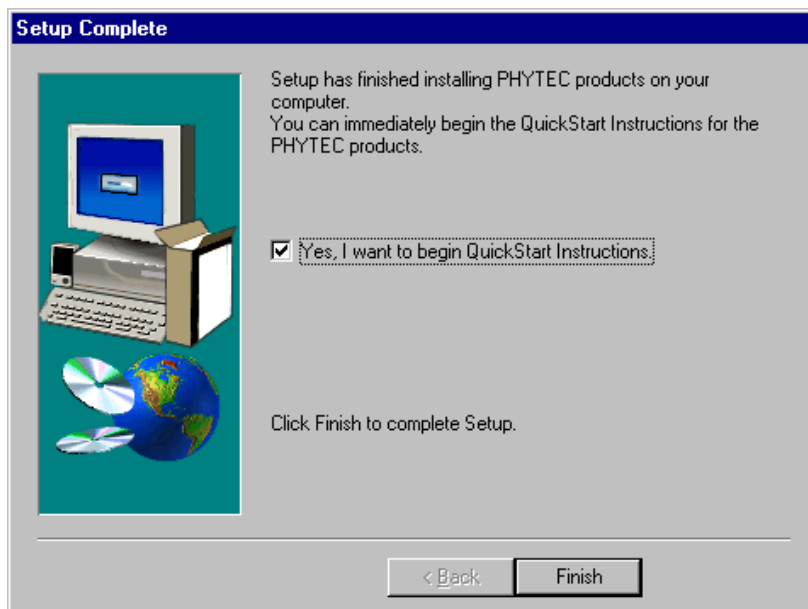 Setup Complete
Setup has finished installing PHYTEC products on your
computer.
You can immediately begin the QuickStart Instructions for the
PHYTEC products.
Yes, I want to begin QuickStart Instructions.
Click Finish to complete Setup.
< Back
Finish